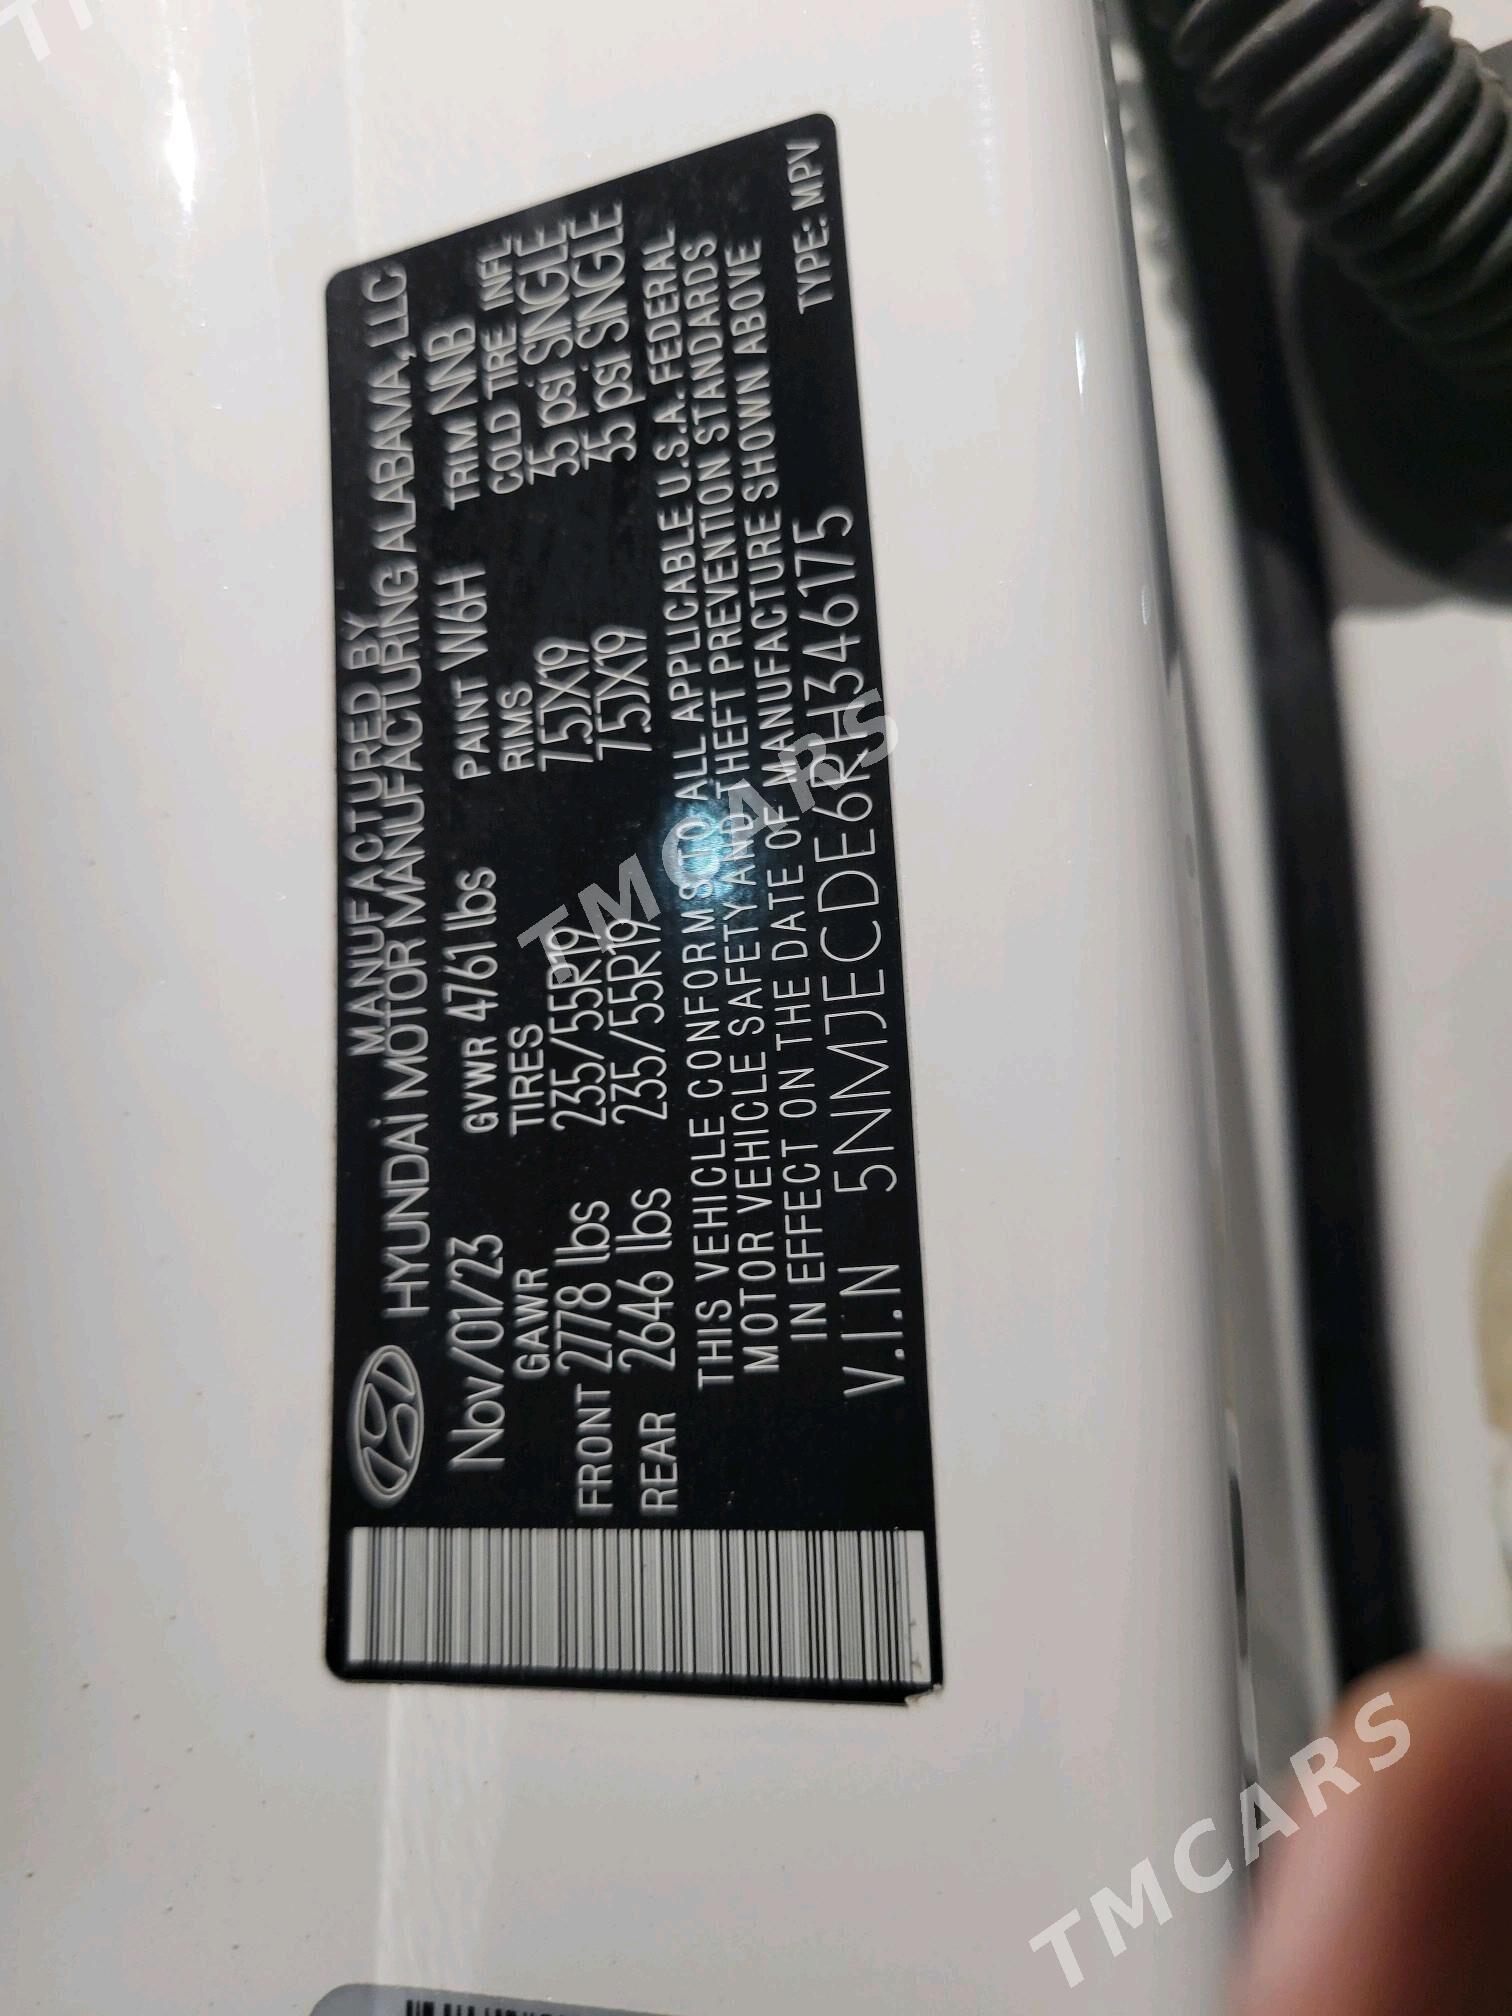 MANUFACTURED BY
HYUNDAI MOTOR MANUFACTURING ALABAMA, LLC
Nov/01/23 GVWR 4761 lbs PAINT W6H TRIM NNB
GAWR TIRES RIMS COLD TIRE INFL
FRONT 2778 lbs 235/55R19 7.5JX19 35 psi SINGLE
REAR 2646 lbs 235/55R19 7.5JX19 35 psi SINGLE
THIS VEHICLE CONFORMS TO ALL APPLICABLE U.S.A. FEDERAL
MOTOR VEHICLE SAFETY AND THEFT PREVENTION STANDARDS
IN EFFECT ON THE DATE OF MANUFACTURE SHOWN ABOVE
V.I.N 5NMJECDE6RH346175 TYPE: MPV
TMCARS
TMCARS